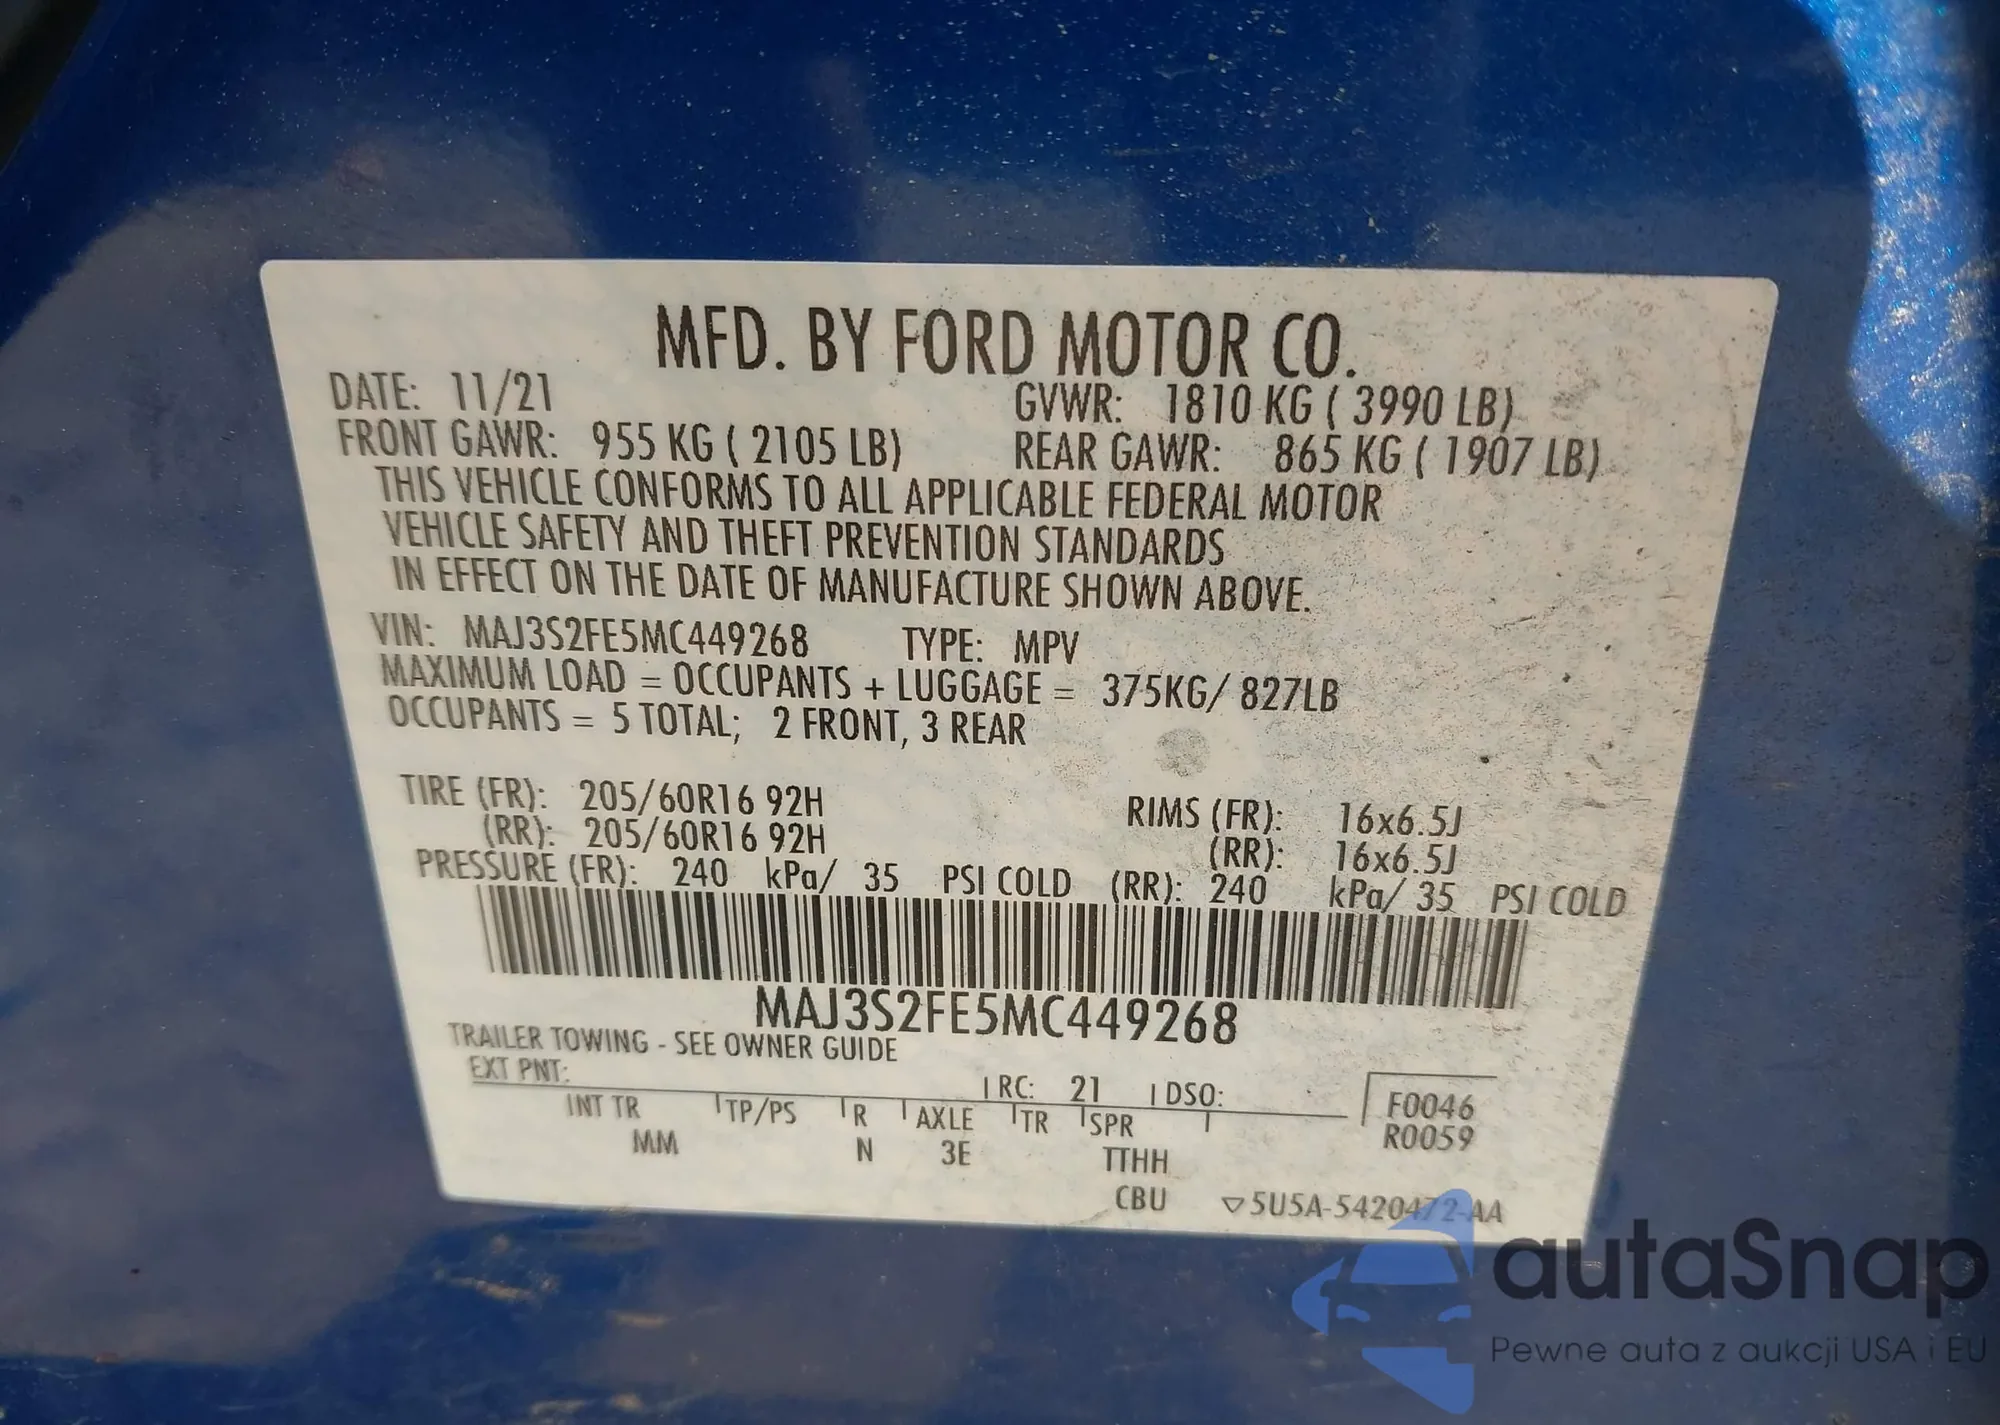 MFD. BY FORD MOTOR CO.
DATE: 11/21 GVWR: 1810 KG ( 3990 LB)
FRONT GAWR: 955 KG ( 2105 LB) REAR GAWR: 865 KG ( 1907 LB)
THIS VEHICLE CONFORMS TO ALL APPLICABLE FEDERAL MOTOR
VEHICLE SAFETY AND THEFT PREVENTION STANDARDS
IN EFFECT ON THE DATE OF MANUFACTURE SHOWN ABOVE.
VIN: MAJ3S2FE5MC449268 TYPE: MPV
MAXIMUM LOAD = OCCUPANTS + LUGGAGE = 375KG/ 827LB
OCCUPANTS = 5 TOTAL; 2 FRONT, 3 REAR
TIRE (FR): 205/60R16 92H RIMS (FR): 16x6.5J
(RR): 205/60R16 92H (RR): 16x6.5J
PRESSURE (FR): 240 kPa/ 35 PSI COLD (RR): 240 kPa/ 35 PSI COLD
MAJ3S2FE5MC449268
TRAILER TOWING - SEE OWNER GUIDE
EXT PNT: RC: 21 DSO: F0046
INT TR TP/PS R AXLE TR SPR R0059
MM N 3E TTHH
CBU ▽5U5A-5420472-AA
autaSnap
Pewne auta z aukcji USA i EU